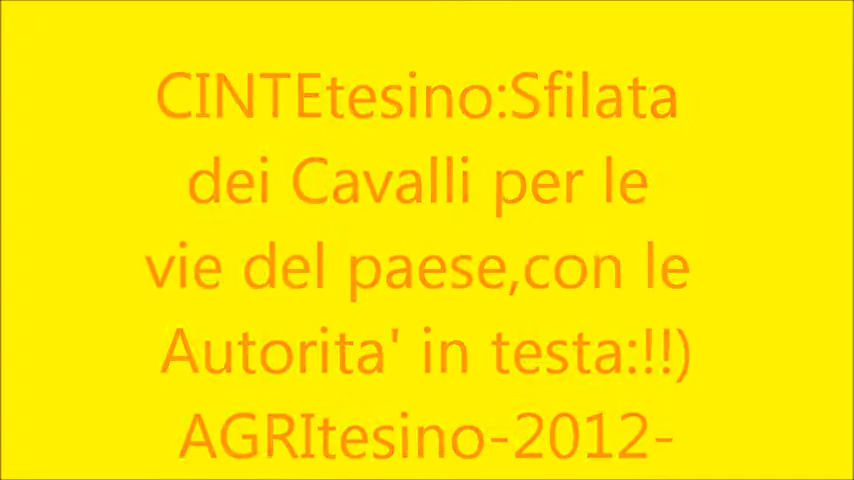 CINTEtesino:Sfilata
dei Cavalli per le
vie del paese,con le
Autorita' in testa:!!)
AGRItesino-2012-